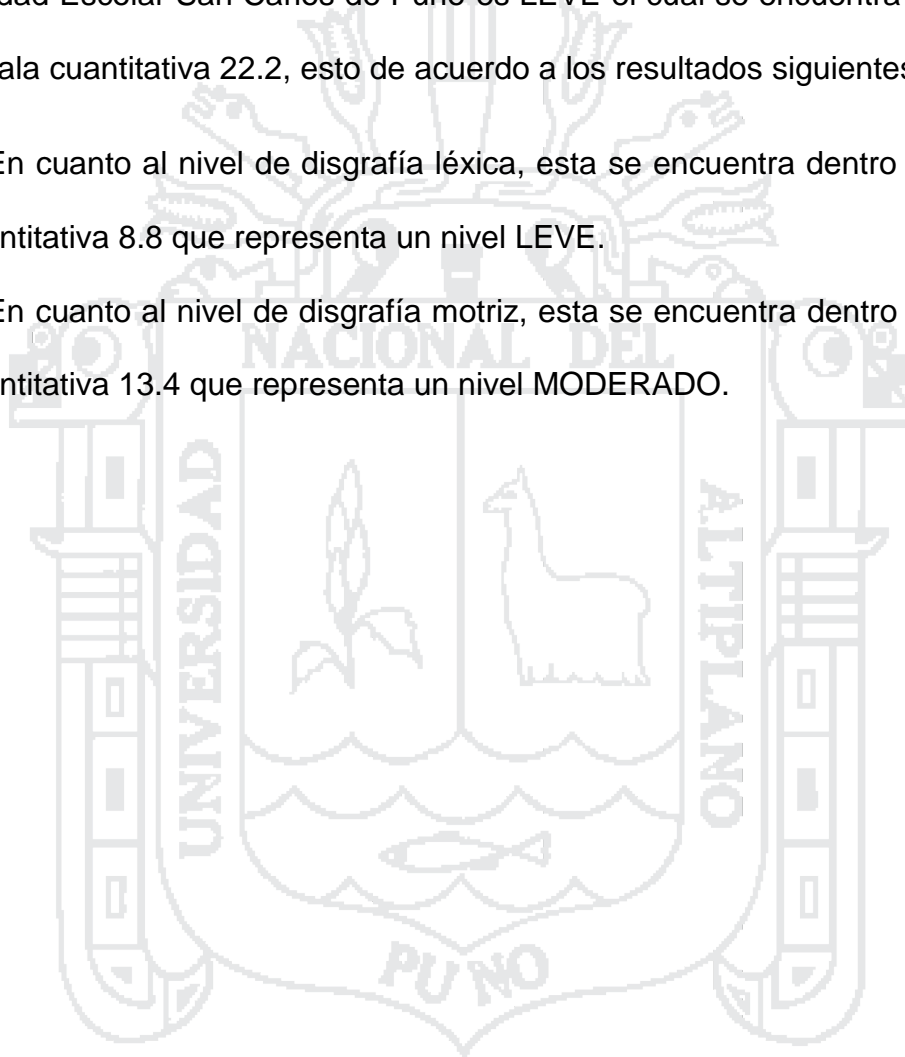 dad Escolar San Carlos de Puno es LEVE el cual se encuentra
ala cuantitativa 22.2, esto de acuerdo a los resultados siguientes
En cuanto al nivel de disgrafía léxica, esta se encuentra dentro
ntitativa 8.8 que representa un nivel LEVE.
En cuanto al nivel de disgrafía motriz, esta se encuentra dentro
ntitativa 13.4 que representa un nivel MODERADO.
NACIONAL DEL
UNIVERSIDAD
ALTIPLANO
PUNO